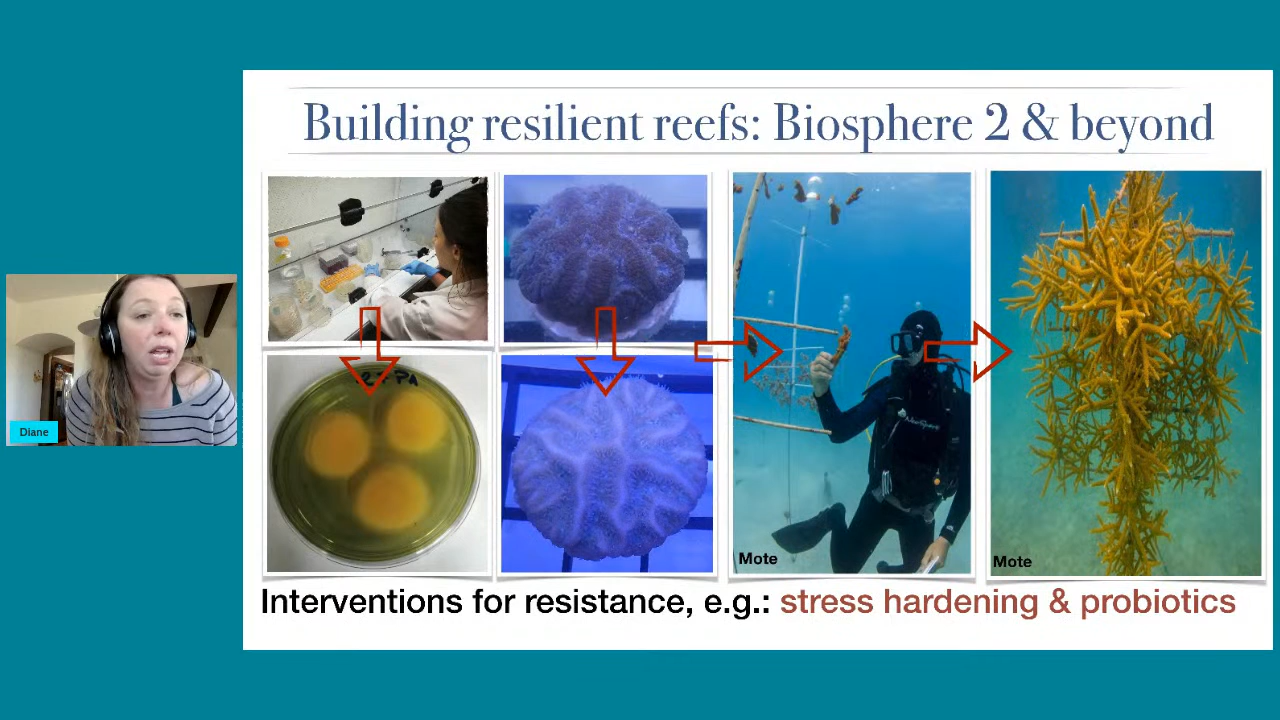 Building resilient reefs: Biosphere 2 & beyond
Diane
Mote
Mote
Interventions for resistance, e.g.: stress hardening & probiotics